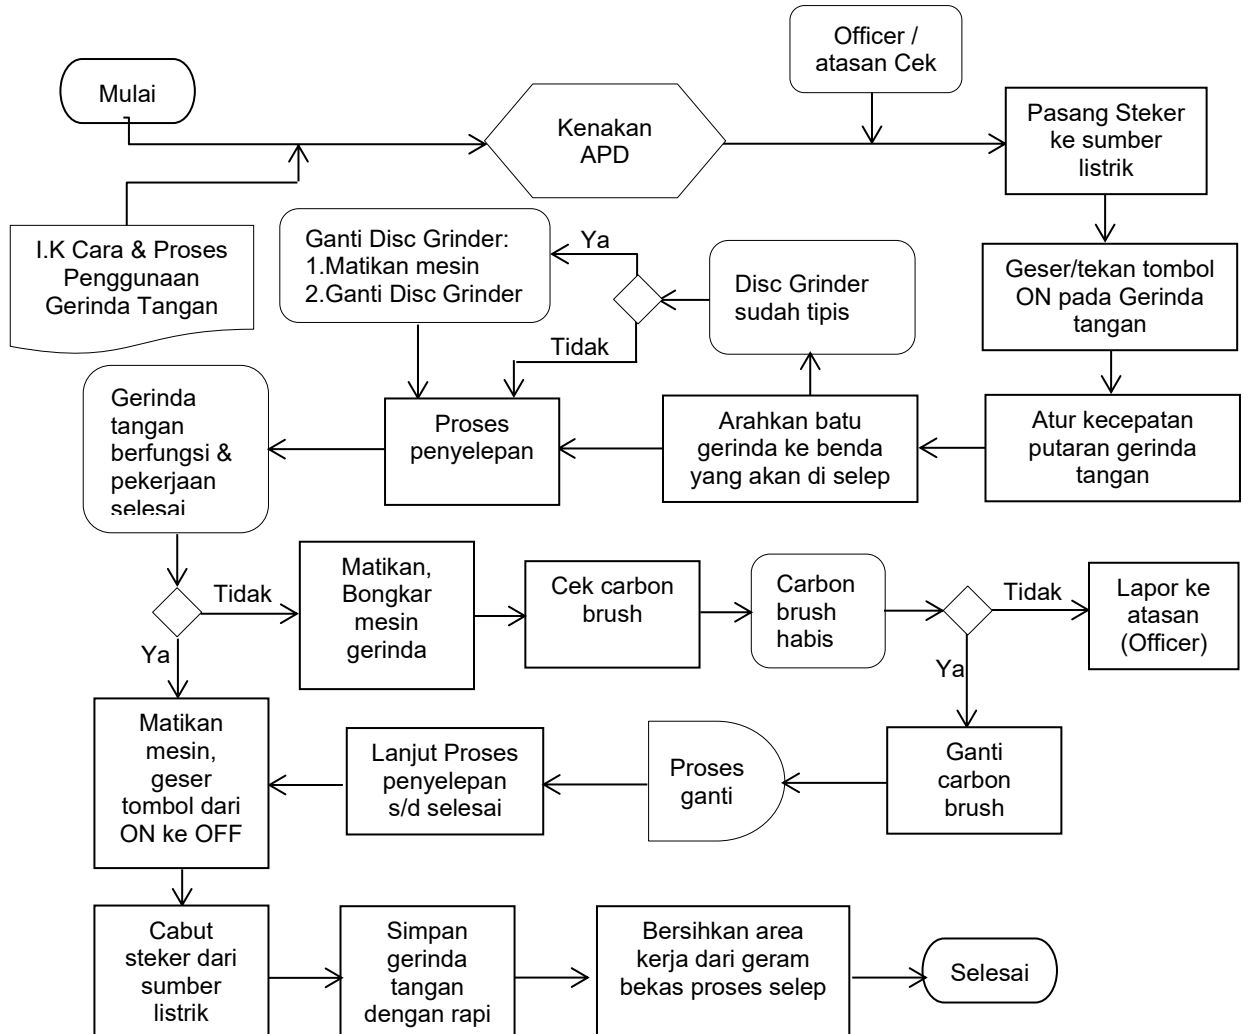 Mulai
Officer /
atasan Cek
Kenakan
APD
Pasang Steker
ke sumber
listrik
I.K Cara & Proses
Penggunaan
Gerinda Tangan
Ganti Disc Grinder:
1.Matikan mesin
2.Ganti Disc Grinder
Ya
Tidak
Disc Grinder
sudah tipis
Geser/tekan tombol
ON pada Gerinda
tangan
Gerinda
tangan
berfungsi &
pekerjaan
selesai
Proses
penyelepan
Arahkan batu
gerinda ke benda
yang akan di selep
Atur kecepatan
putaran gerinda
tangan
Tidak
Ya
Matikan,
Bongkar
mesin
gerinda
Cek carbon
brush
Carbon
brush
habis
Tidak
Ya
Lapor ke
atasan
(Officer)
Matikan
mesin,
geser
tombol dari
ON ke OFF
Lanjut Proses
penyelepan
s/d selesai
Proses
ganti
Ganti
carbon
brush
Cabut
steker dari
sumber
listrik
Simpan
gerinda
tangan
dengan rapi
Bersihkan area
kerja dari geram
bekas proses selep
Selesai